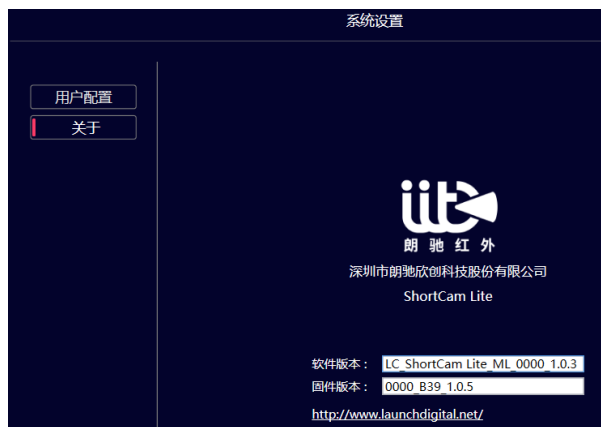 系统设置
用户配置
关于
朗驰红外
深圳市朗驰欣创科技股份有限公司
ShortCam Lite
软件版本： LC_ShortCam Lite_ML_0000_1.0.3
固件版本： 0000_B39_1.0.5
http://www.launchdigital.net/